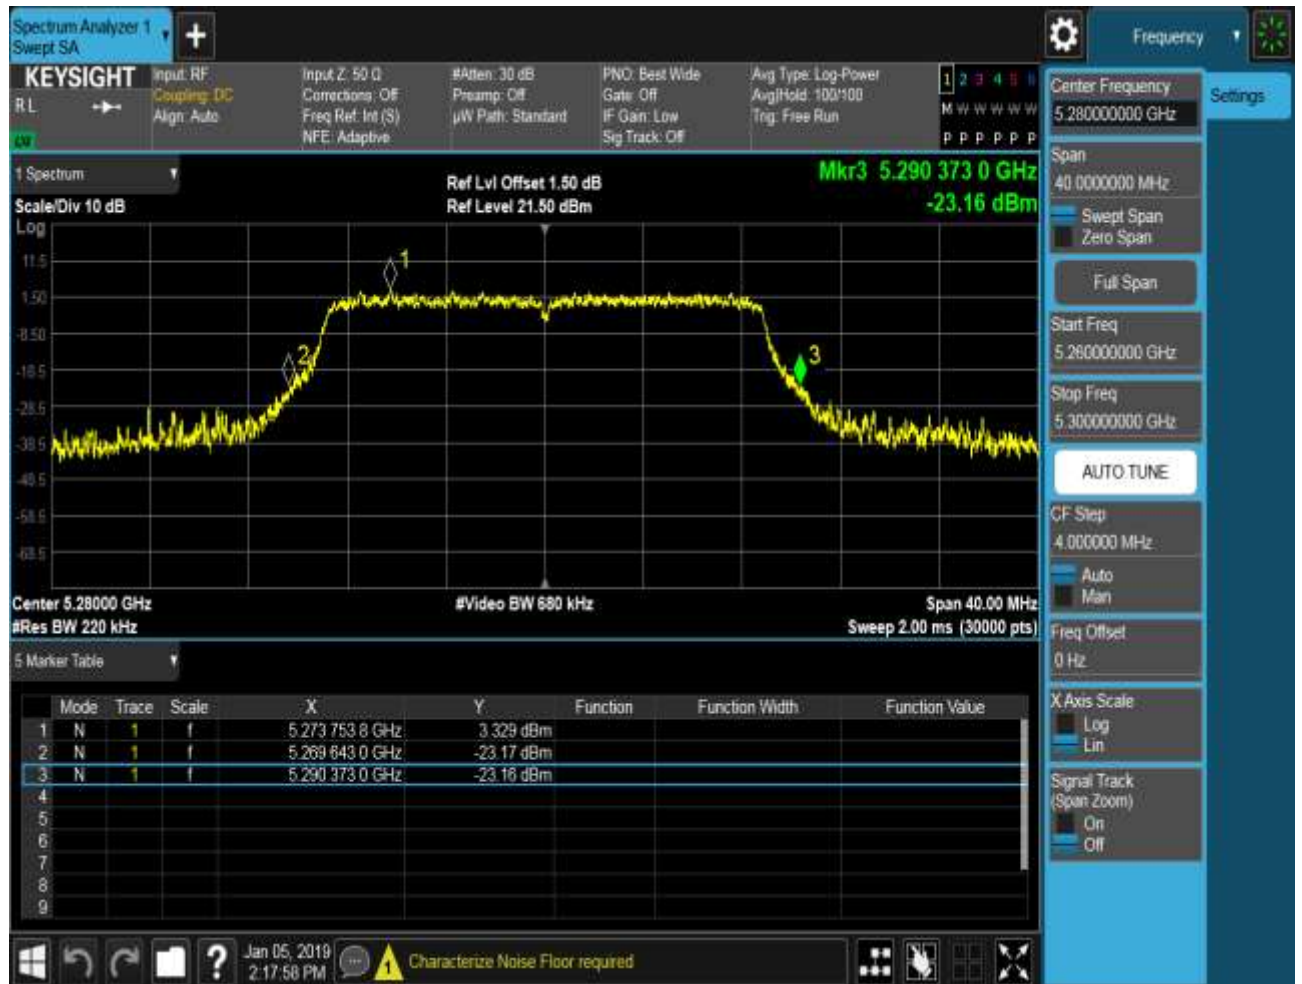 Spectrum Analyzer 1
Swept SA
+
Frequency
KEYSIGHT
RL
Input: RF
Coupling: DC
Align: Auto
Input Z: 50 Ω
Corrections: Off
Freq Ref: Int (S)
NFE: Adaptive
#Atten: 30 dB
Preamp: Off
µW Path: Standard
PNO: Best Wide
Gate: Off
IF Gain: Low
Sig Track: Off
Avg Type: Log-Power
Avg|Hold: 100/100
Trig: Free Run
1 2 3 4 5 6
M W W W W W
P P P P P P
1 Spectrum
Scale/Div 10 dB
Ref Lvl Offset 1.50 dB
Ref Level 21.50 dBm
Mkr3 5.290 373 0 GHz
-23.16 dBm
Log
11.5
1.50
-8.50
-18.5
-28.5
-38.5
-48.5
-58.5
-68.5
1
2
3
Center 5.28000 GHz
#Res BW 220 kHz
#Video BW 680 kHz
Span 40.00 MHz
Sweep 2.00 ms (30000 pts)
5 Marker Table
Mode Trace Scale X Y Function Function Width Function Value
1 N 1 f 5.273 753 8 GHz 3.329 dBm
2 N 1 f 5.269 643 0 GHz -23.17 dBm
3 N 1 f 5.290 373 0 GHz -23.16 dBm
4
5
6
7
8
9
Center Frequency
5.280000000 GHz
Settings
Span
40.0000000 MHz
Swept Span
Zero Span
Full Span
Start Freq
5.260000000 GHz
Stop Freq
5.300000000 GHz
AUTO TUNE
CF Step
4.000000 MHz
Auto
Man
Freq Offset
0 Hz
X Axis Scale
Log
Lin
Signal Track
(Span Zoom)
On
Off
?
Jan 05, 2019
2:17:58 PM
1
Characterize Noise Floor required